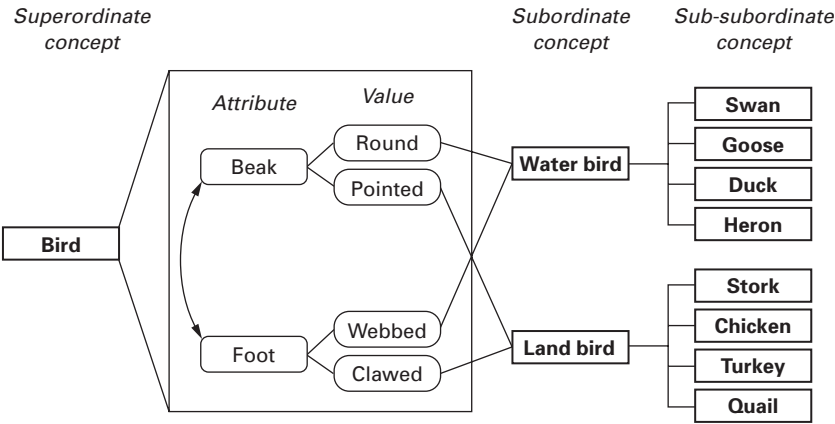 Superordinate
concept
Subordinate
concept
Sub-subordinate
concept
Attribute
Value
Bird
Beak
Round
Pointed
Foot
Webbed
Clawed
Water bird
Land bird
Swan
Goose
Duck
Heron
Stork
Chicken
Turkey
Quail